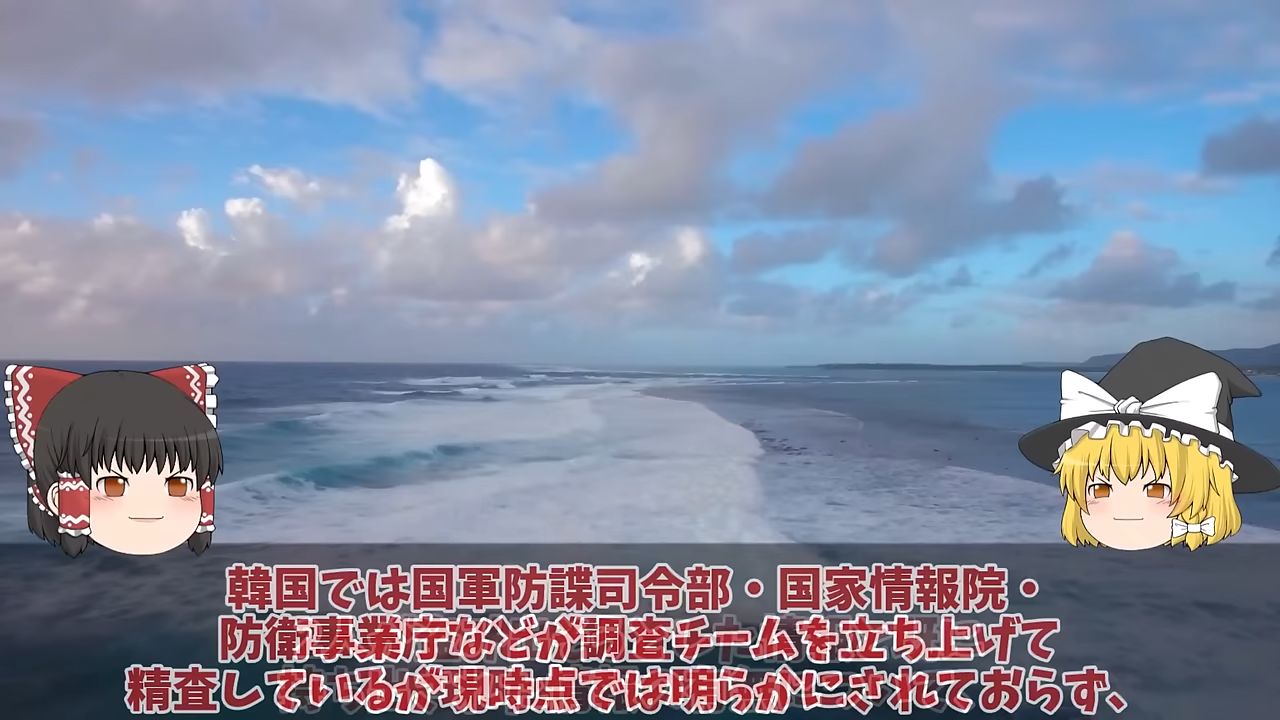 韓国では国軍防諜司令部・国家情報院・
防衛事業庁などが調査チームを立ち上げて
精査しているが現時点では明らかにされておらず、